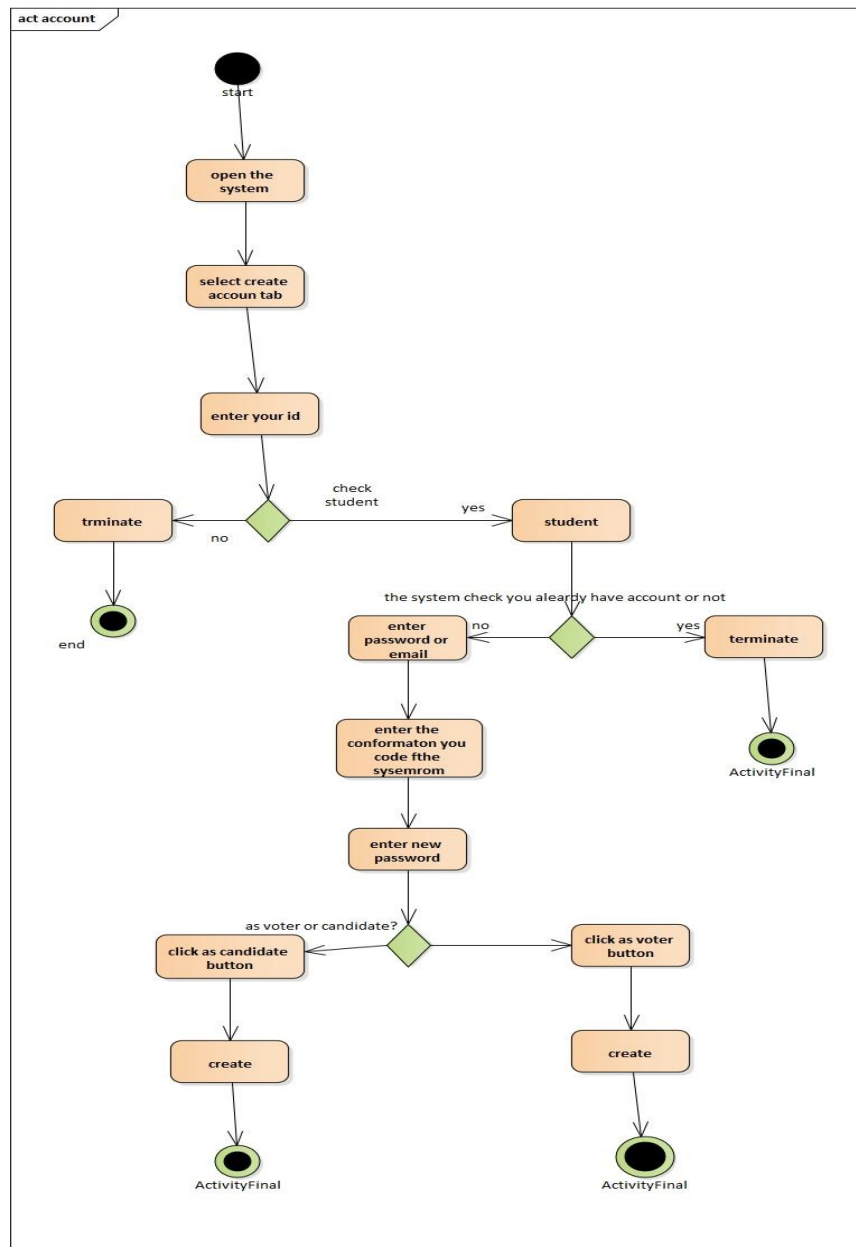 act account
start
open the
system
select create
accoun tab
enter your id
check
student
yes
trminate
no
student
end
the system check you aleardy have account or not
enter
password or
email
no
yes
terminate
enter the
conformaton you
code fthe
sysemrom
ActivityFinal
enter new
password
as voter or candidate?
click as candidate
button
click as voter
button
create
create
ActivityFinal
ActivityFinal